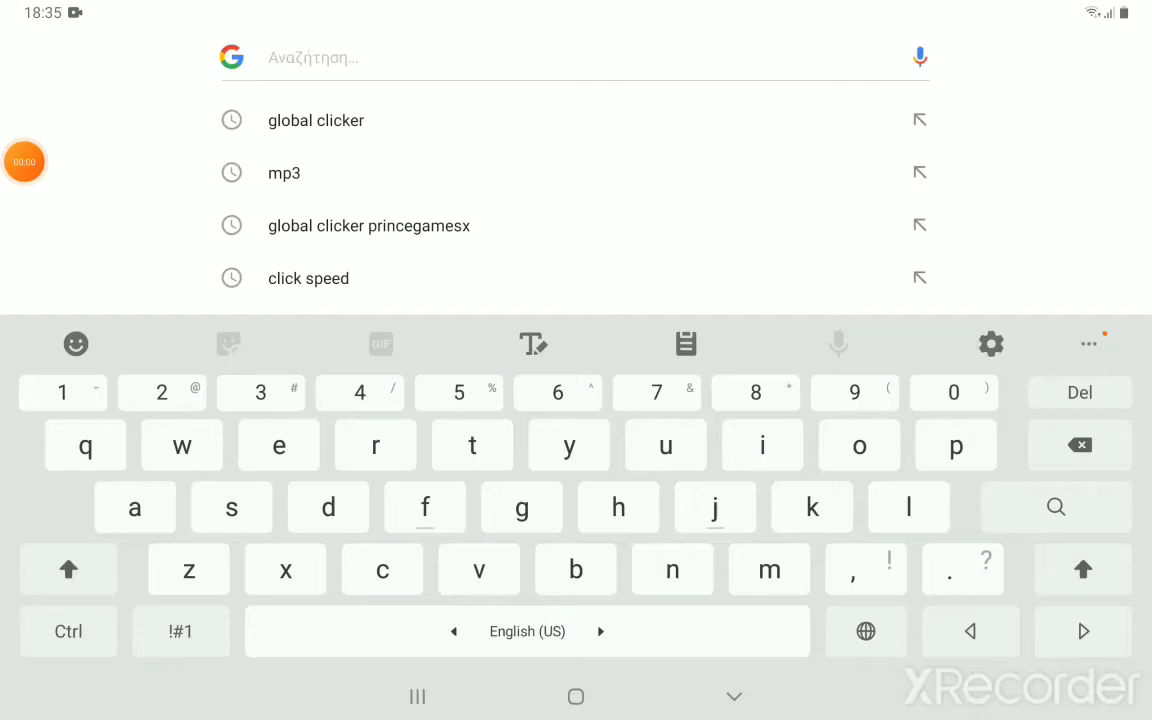 18:35
Αναζήτηση...
00:00
global clicker
mp3
global clicker princegamesx
click speed
GIF
1 - 2 @ 3 # 4 / 5 % 6 ^ 7 & 8 * 9 ( 0 ) Del
q w e r t y u i o p
a s d f g h j k l
z x c v b n m , ! . ?
Ctrl !#1 English (US)
XRecorder